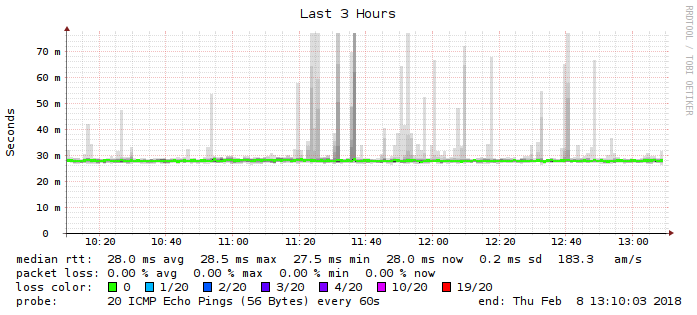 Last 3 Hours
RRDTOOL / TOBI OETIKER
Seconds
70 m
60 m
50 m
40 m
30 m
20 m
10 m
0
10:20 10:40 11:00 11:20 11:40 12:00 12:20 12:40 13:00
median rtt: 28.0 ms avg 28.5 ms max 27.5 ms min 28.0 ms now 0.2 ms sd 183.3 am/s
packet loss: 0.00 % avg 0.00 % max 0.00 % min 0.00 % now
loss color: 0 1/20 2/20 3/20 4/20 10/20 19/20
probe: 20 ICMP Echo Pings (56 Bytes) every 60s end: Thu Feb 8 13:10:03 2018